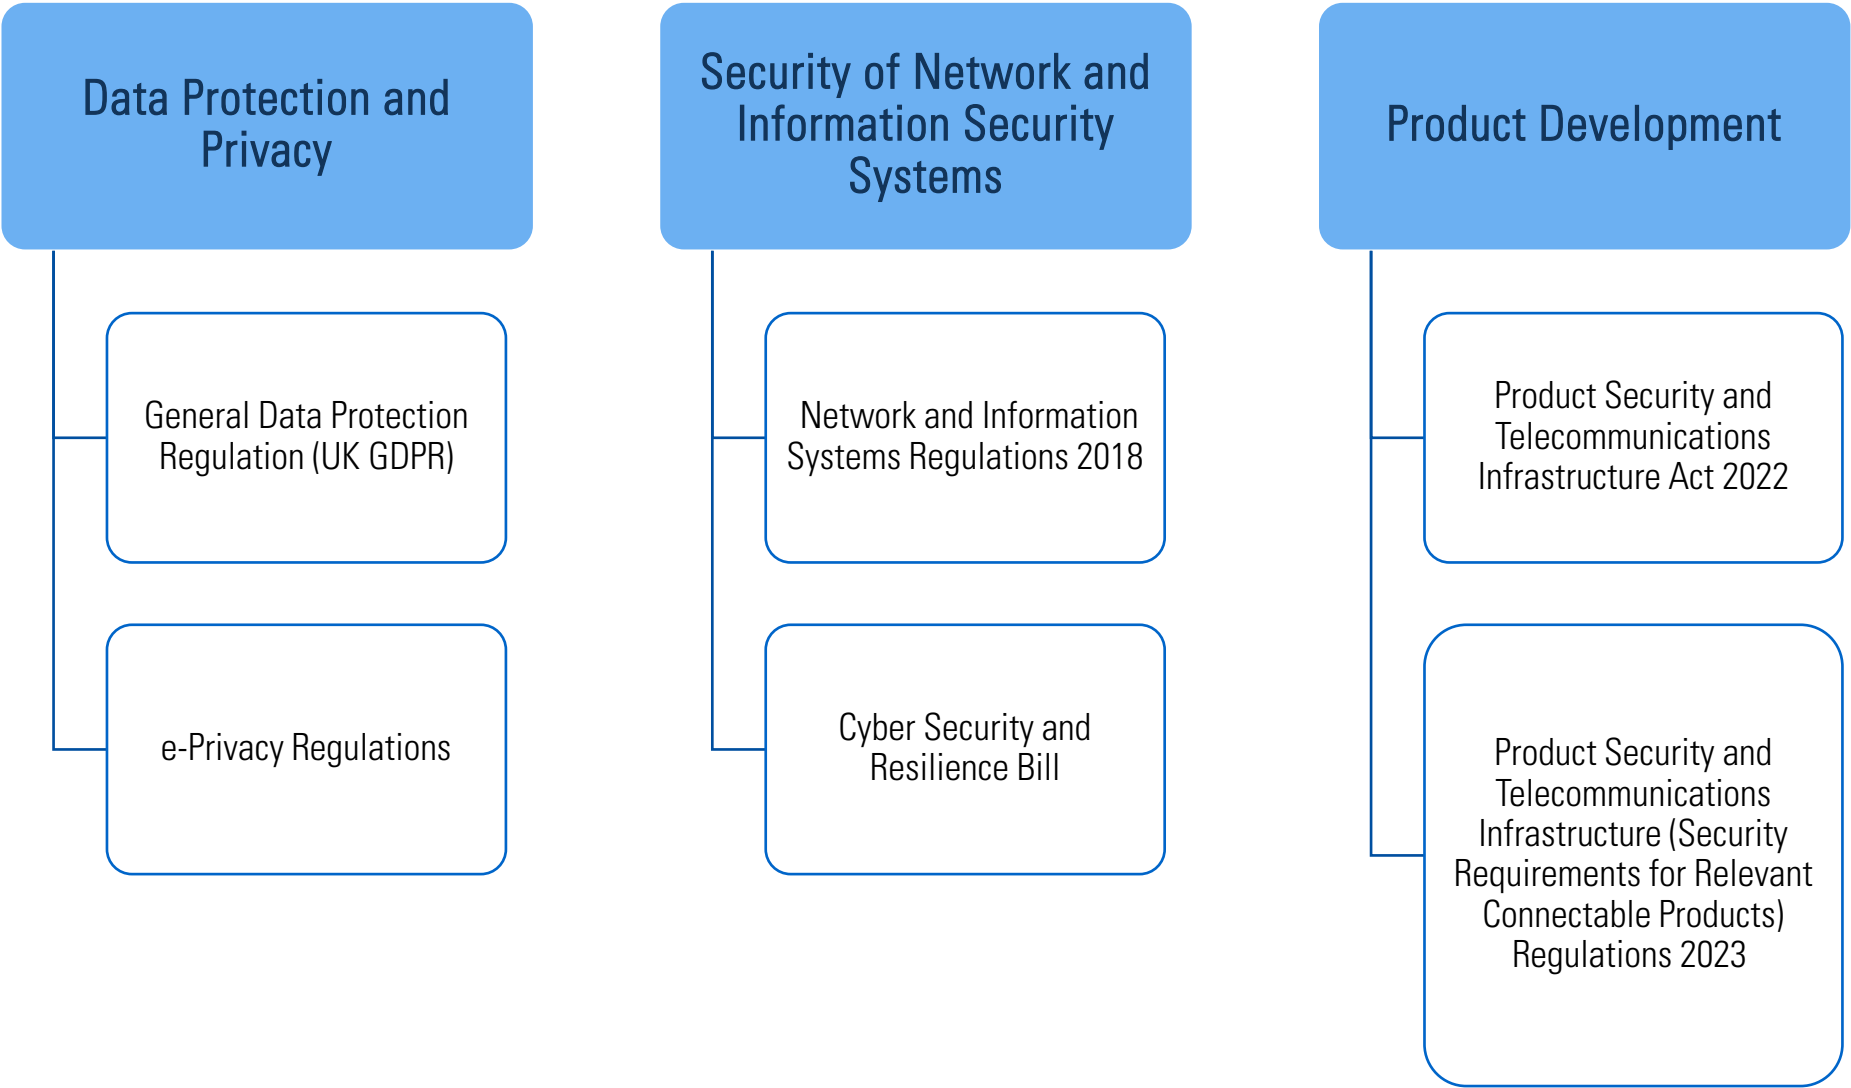 Data Protection and
Privacy
General Data Protection
Regulation (UK GDPR)
e-Privacy Regulations
Security of Network and
Information Security
Systems
Network and Information
Systems Regulations 2018
Cyber Security and
Resilience Bill
Product Development
Product Security and
Telecommunications
Infrastructure Act 2022
Product Security and
Telecommunications
Infrastructure (Security
Requirements for Relevant
Connectable Products)
Regulations 2023